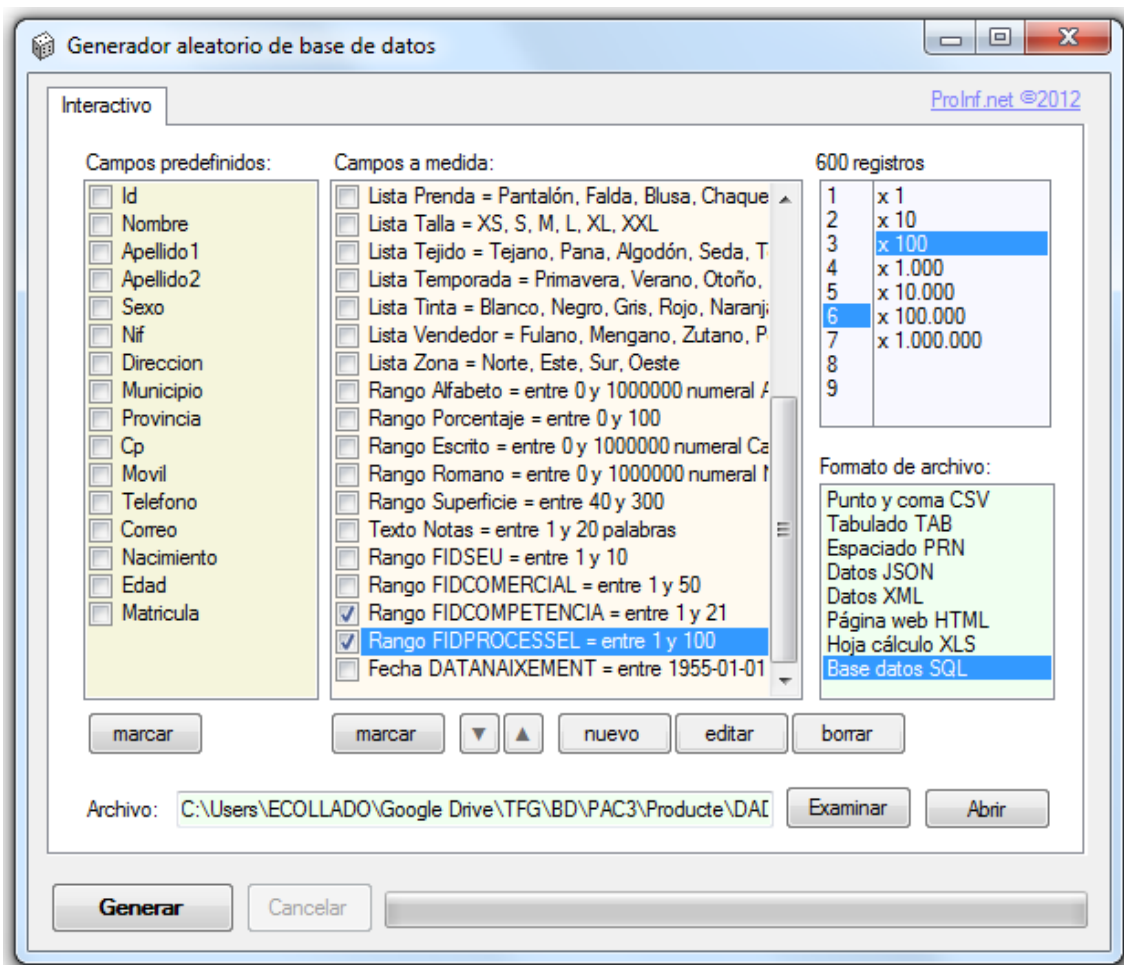 Generador aleatorio de base de datos
Interactivo
ProInf.net ©2012
Campos predefinidos:
Id
Nombre
Apellido1
Apellido2
Sexo
Nif
Direccion
Municipio
Provincia
Cp
Movil
Telefono
Correo
Nacimiento
Edad
Matricula
marcar
Campos a medida:
Lista Prenda = Pantalón, Falda, Blusa, Chaque
Lista Talla = XS, S, M, L, XL, XXL
Lista Tejido = Tejano, Pana, Algodón, Seda, T
Lista Temporada = Primavera, Verano, Otoño,
Lista Tinta = Blanco, Negro, Gris, Rojo, Naranj
Lista Vendedor = Fulano, Mengano, Zutano, P
Lista Zona = Norte, Este, Sur, Oeste
Rango Alfabeto = entre 0 y 1000000 numeral A
Rango Porcentaje = entre 0 y 100
Rango Escrito = entre 0 y 1000000 numeral Ca
Rango Romano = entre 0 y 1000000 numeral
Rango Superficie = entre 40 y 300
Texto Notas = entre 1 y 20 palabras
Rango FIDSEU = entre 1 y 10
Rango FIDCOMERCIAL = entre 1 y 50
Rango FIDCOMPETENCIA = entre 1 y 21
Rango FIDPROCESSEL = entre 1 y 100
Fecha DATANAIXEMENT = entre 1955-01-01
marcar ▼ ▲ nuevo editar borrar
600 registros
1 x 1
2 x 10
3 x 100
4 x 1.000
5 x 10.000
6 x 100.000
7 x 1.000.000
8
9
Formato de archivo:
Punto y coma CSV
Tabulado TAB
Espaciado PRN
Datos JSON
Datos XML
Página web HTML
Hoja cálculo XLS
Base datos SQL
Archivo: C:\Users\ECOLLADO\Google Drive\TFG\BD\PAC3\Producte\DAD Examinar Abrir
Generar Cancelar